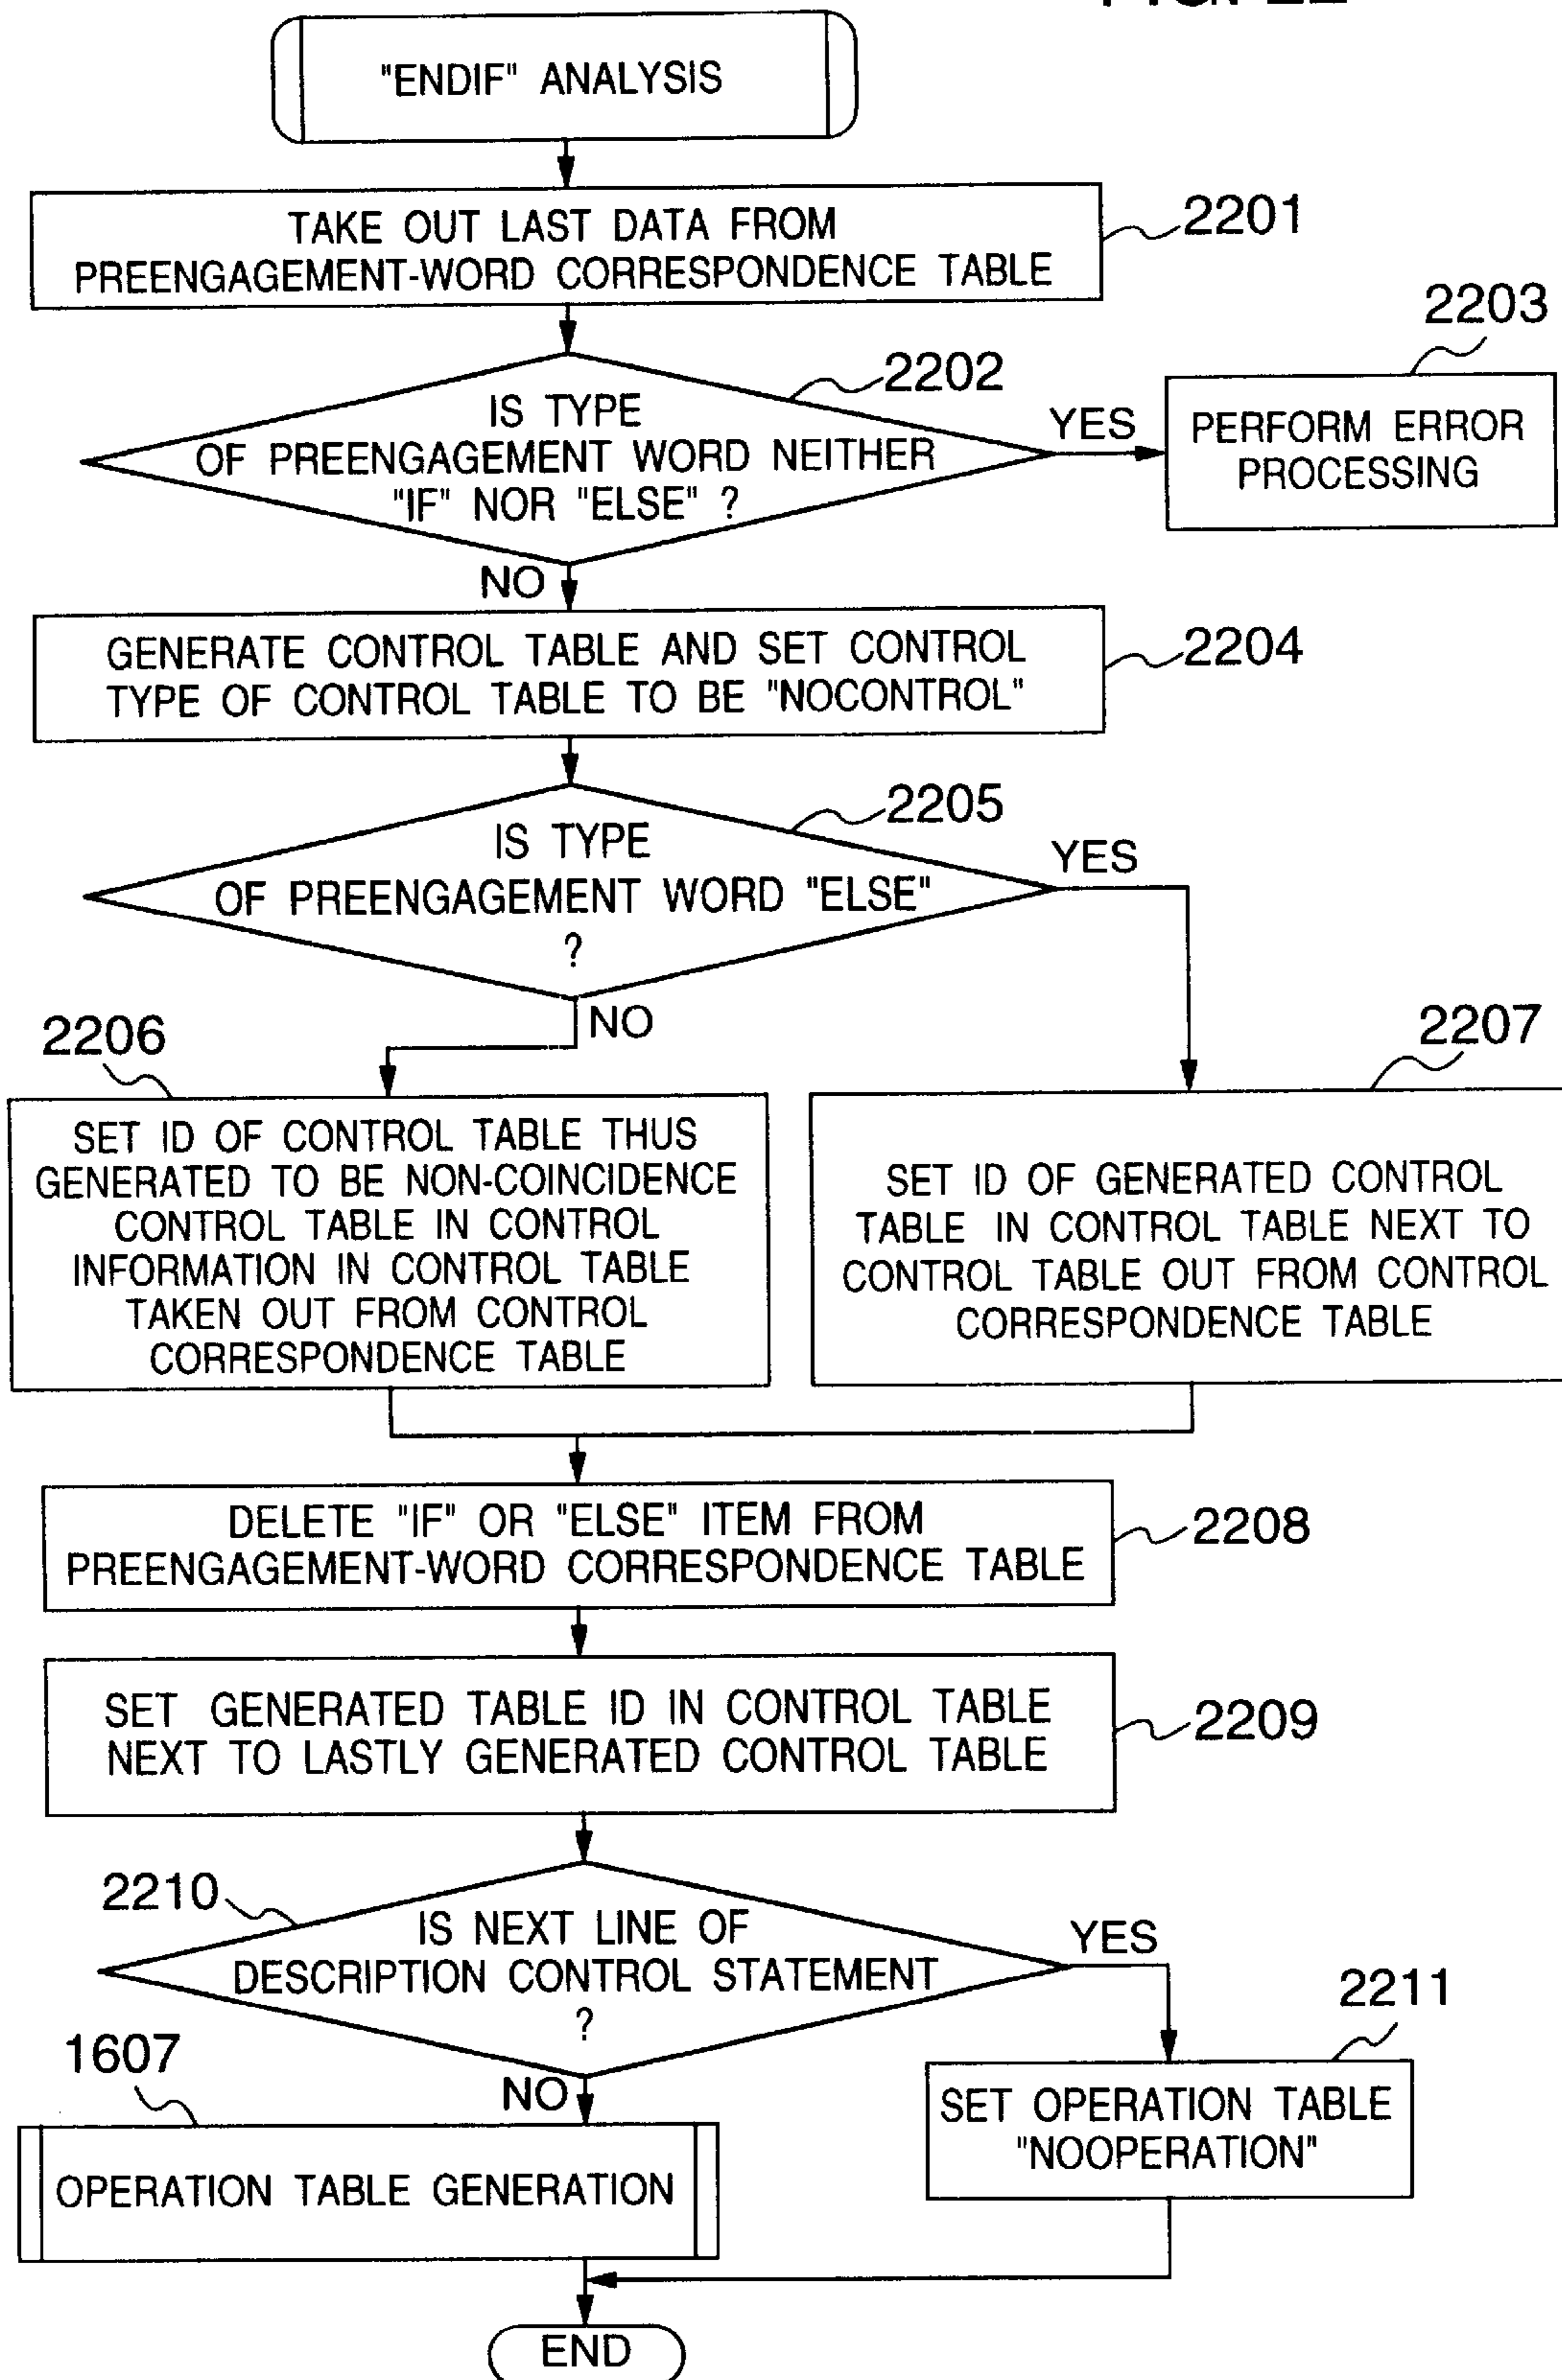 "ENDIF" ANALYSIS
TAKE OUT LAST DATA FROM
PREENGAGEMENT-WORD CORRESPONDENCE TABLE
2201
2203
2202
IS TYPE
OF PREENGAGEMENT WORD NEITHER
"IF" NOR "ELSE" ?
YES
PERFORM ERROR
PROCESSING
NO
GENERATE CONTROL TABLE AND SET CONTROL
TYPE OF CONTROL TABLE TO BE "NOCONTROL"
2204
2205
IS TYPE
OF PREENGAGEMENT WORD "ELSE"
?
YES
NO
2206
2207
SET ID OF CONTROL TABLE THUS
GENERATED TO BE NON-COINCIDENCE
CONTROL TABLE IN CONTROL
INFORMATION IN CONTROL TABLE
TAKEN OUT FROM CONTROL
CORRESPONDENCE TABLE
SET ID OF GENERATED CONTROL
TABLE IN CONTROL TABLE NEXT TO
CONTROL TABLE OUT FROM CONTROL
CORRESPONDENCE TABLE
DELETE "IF" OR "ELSE" ITEM FROM
PREENGAGEMENT-WORD CORRESPONDENCE TABLE
2208
SET GENERATED TABLE ID IN CONTROL TABLE
NEXT TO LASTLY GENERATED CONTROL TABLE
2209
2210
IS NEXT LINE OF
DESCRIPTION CONTROL STATEMENT
?
YES
2211
1607
NO
SET OPERATION TABLE
"NOOPERATION"
OPERATION TABLE GENERATION
END